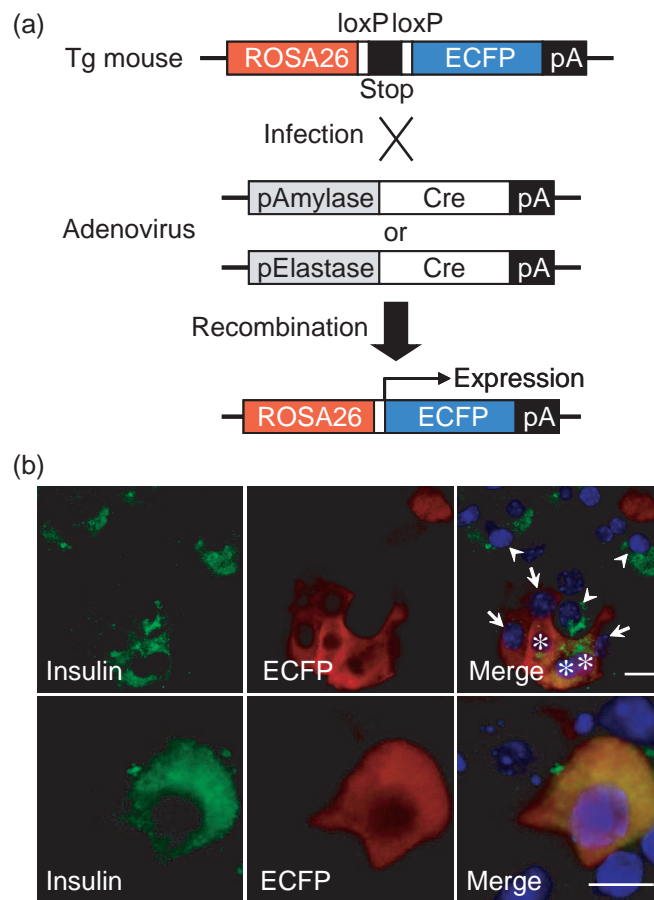 (a)
loxP loxP
Tg mouse ROSA26 ECFP pA
Stop
Infection
pAmylase Cre pA
Adenovirus or
pElastase Cre pA
Recombination
Expression
ROSA26 ECFP pA
(b)
Insulin ECFP * * * Merge
Insulin ECFP Merge